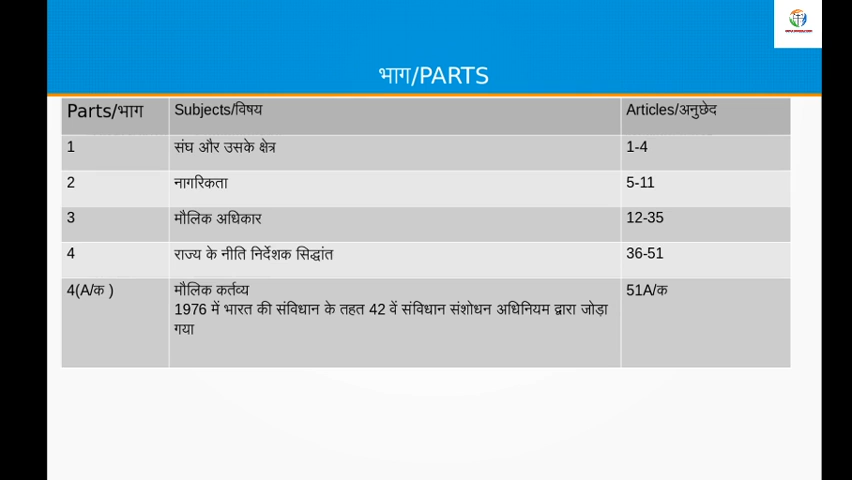 भाग/PARTS
Parts/भाग Subjects/विषय Articles/अनुछेद
1 संघ और उसके क्षेत्र 1-4
2 नागरिकता 5-11
3 मौलिक अधिकार 12-35
4 राज्य के नीति निर्देशक सिद्धांत 36-51
4(A/क ) मौलिक कर्तव्य 51A/क
1976 में भारत की संविधान के तहत 42 वें संविधान संशोधन अधिनियम द्वारा जोड़ा
गया